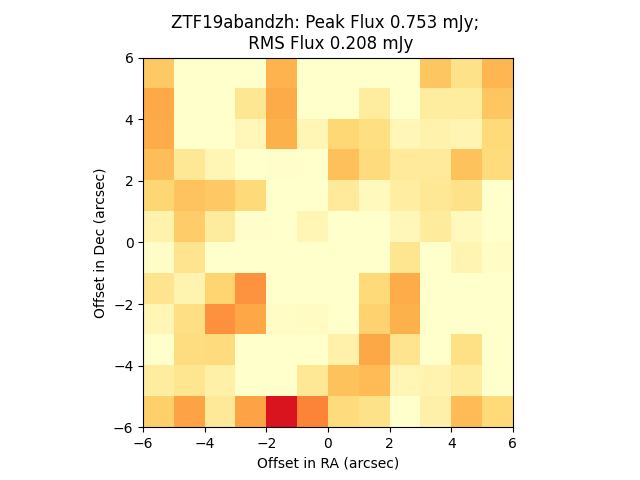 ZTF19abandzh: Peak Flux 0.753 mJy;
RMS Flux 0.208 mJy
6
4
2
0
−2
−4
−6
Offset in Dec (arcsec)
−6 −4 −2 0 2 4 6
Offset in RA (arcsec)